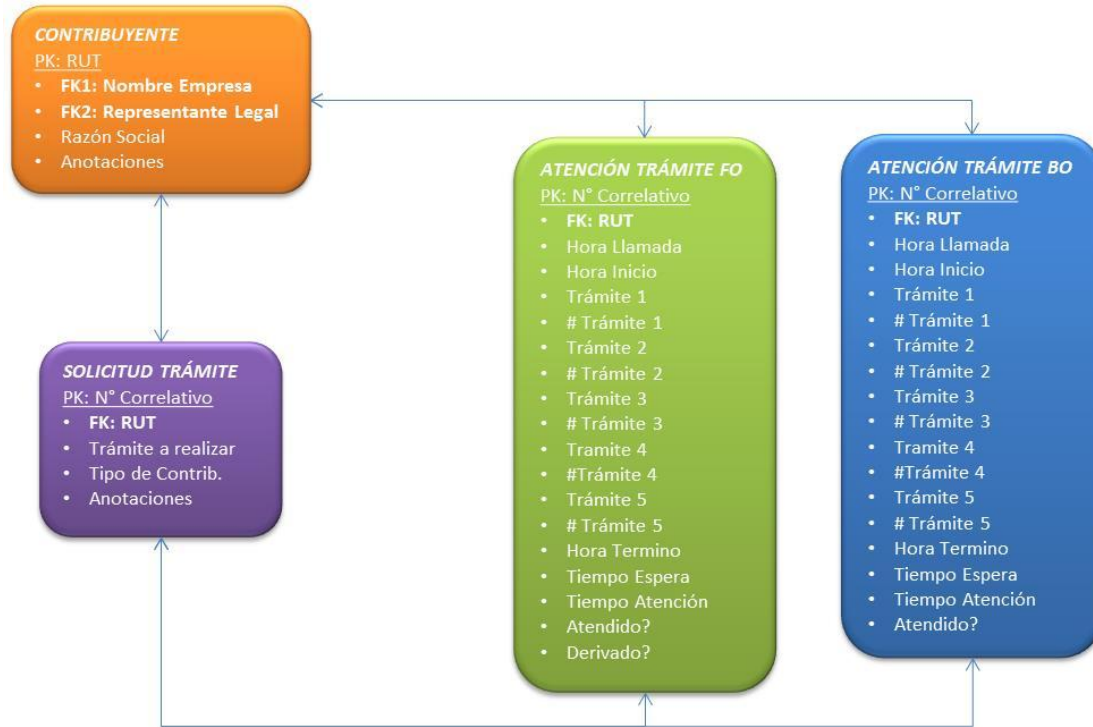 CONTRIBUYENTE
PK: RUT
• FK1: Nombre Empresa
• FK2: Representante Legal
• Razón Social
• Anotaciones
SOLICITUD TRÁMITE
PK: N° Correlativo
• FK: RUT
• Trámite a realizar
• Tipo de Contrib.
• Anotaciones
ATENCIÓN TRÁMITE FO
PK: N° Correlativo
• FK: RUT
• Hora Llamada
• Hora Inicio
• Trámite 1
• # Trámite 1
• Trámite 2
• # Trámite 2
• Trámite 3
• # Trámite 3
• Tramite 4
• #Trámite 4
• Trámite 5
• # Trámite 5
• Hora Termino
• Tiempo Espera
• Tiempo Atención
• Atendido?
• Derivado?
ATENCIÓN TRÁMITE BO
PK: N° Correlativo
• FK: RUT
• Hora Llamada
• Hora Inicio
• Trámite 1
• # Trámite 1
• Trámite 2
• # Trámite 2
• Trámite 3
• # Trámite 3
• Tramite 4
• #Trámite 4
• Trámite 5
• # Trámite 5
• Hora Termino
• Tiempo Espera
• Tiempo Atención
• Atendido?